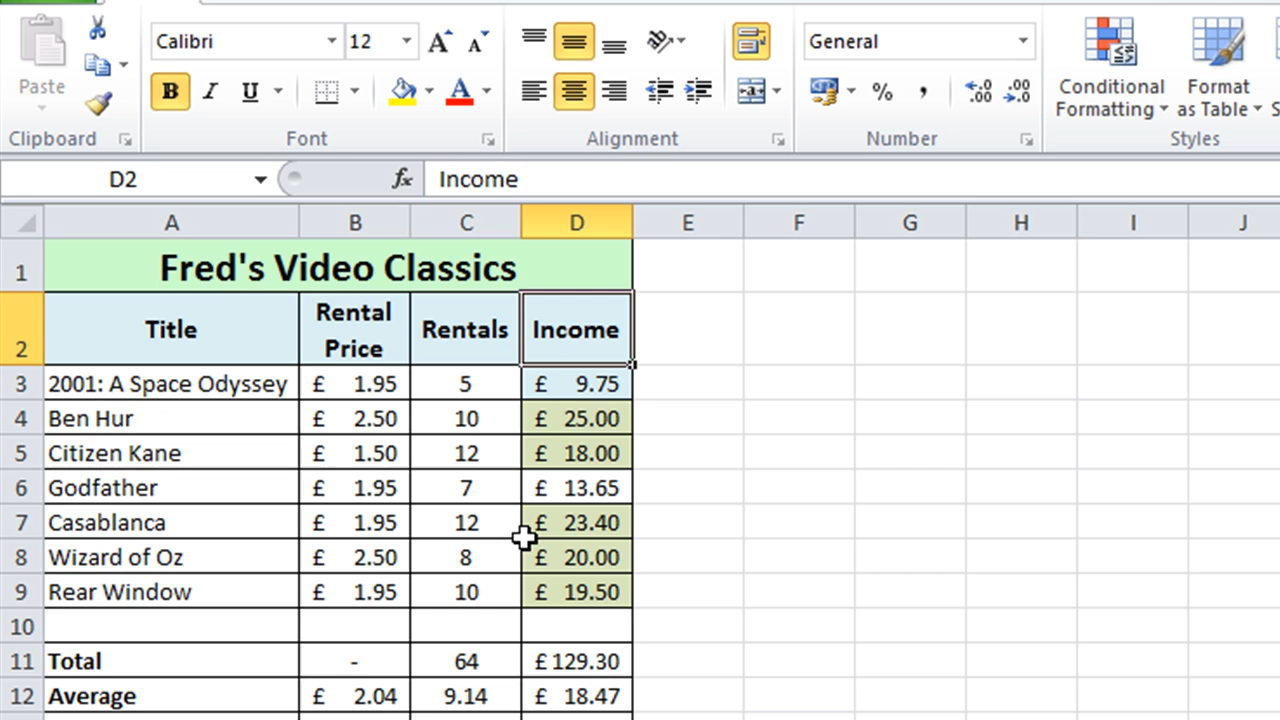 Calibri 12 General
Paste B I U A a % , .00 .00 Conditional Formatting Format as Table
Clipboard Font Alignment Number Styles
D2 fx Income
A B C D E F G H I J
1 Fred's Video Classics
2 Title Rental Price Rentals Income
3 2001: A Space Odyssey £ 1.95 5 £ 9.75
4 Ben Hur £ 2.50 10 £ 25.00
5 Citizen Kane £ 1.50 12 £ 18.00
6 Godfather £ 1.95 7 £ 13.65
7 Casablanca £ 1.95 12 £ 23.40
8 Wizard of Oz £ 2.50 8 £ 20.00
9 Rear Window £ 1.95 10 £ 19.50
10
11 Total - 64 £129.30
12 Average £ 2.04 9.14 £ 18.47